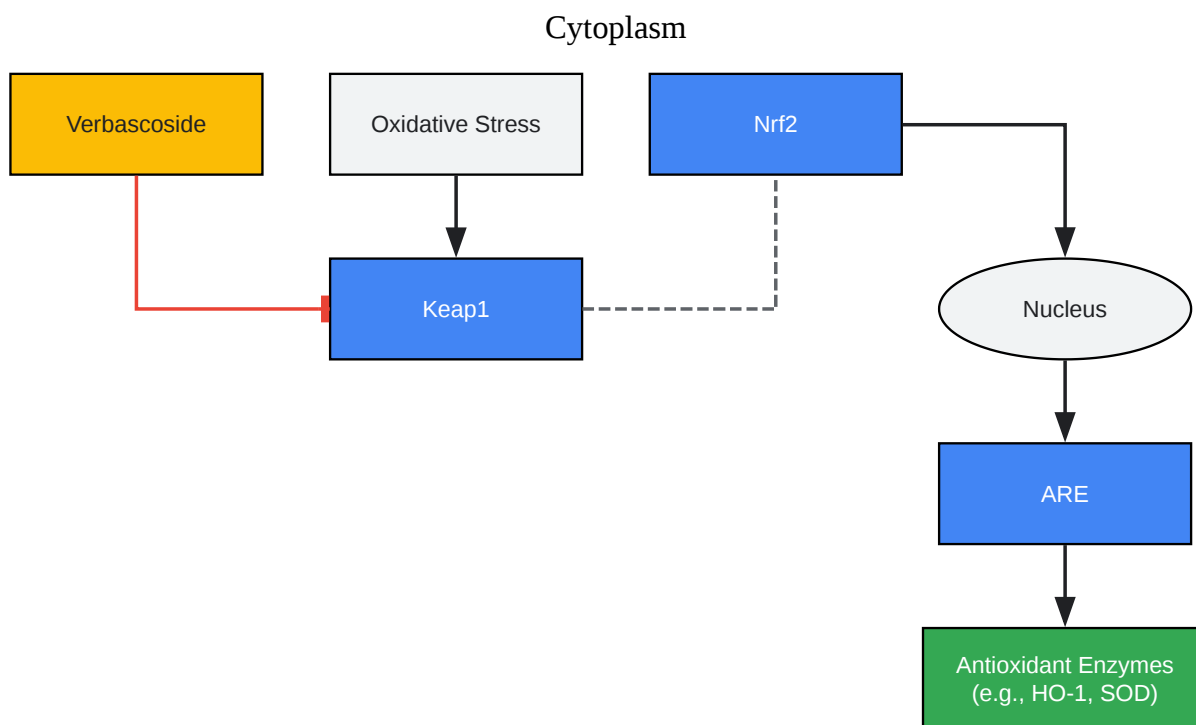 Cytoplasm
Verbascoside
Oxidative Stress
Nrf2
Keap1
Nucleus
ARE
Antioxidant Enzymes
(e.g., HO-1, SOD)